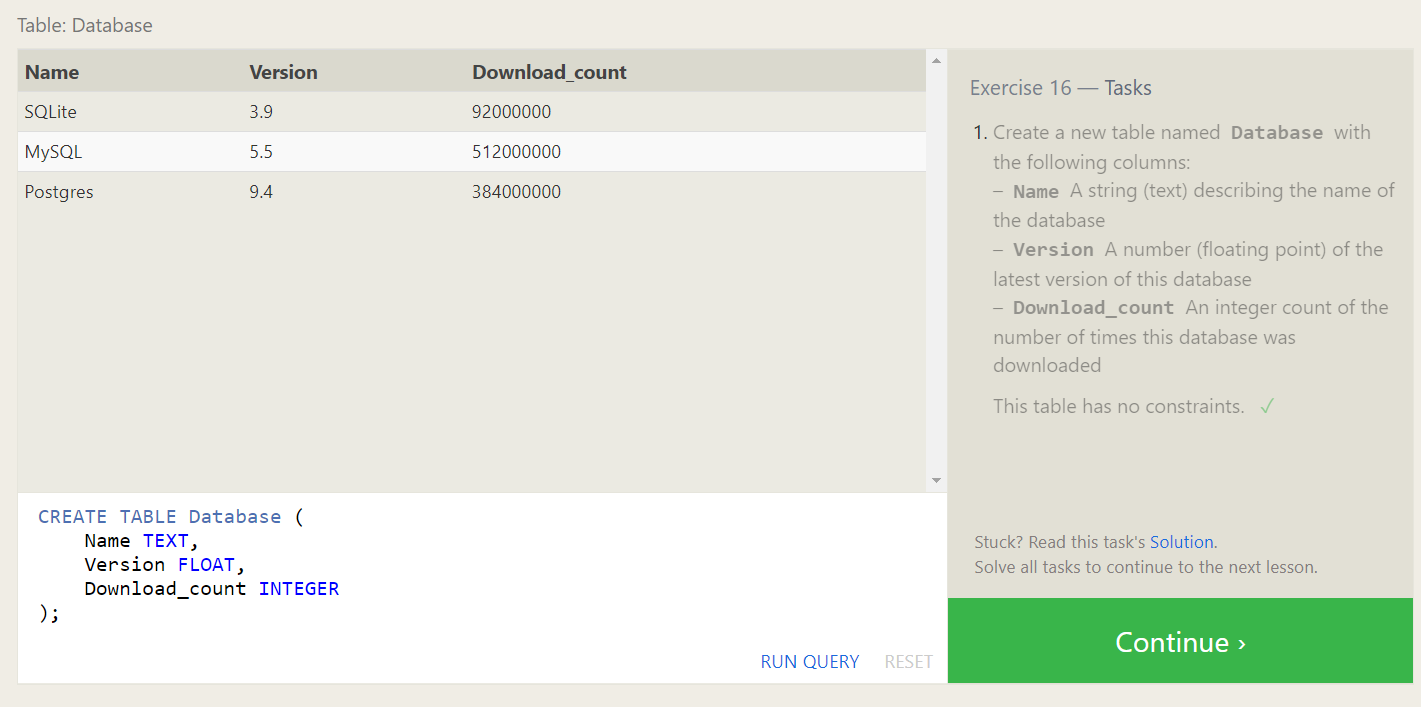 Table: Database
Name Version Download_count
SQLite 3.9 92000000
MySQL 5.5 512000000
Postgres 9.4 384000000
CREATE TABLE Database (
    Name TEXT,
    Version FLOAT,
    Download_count INTEGER
);
RUN QUERY RESET
Exercise 16 — Tasks
1. Create a new table named Database with
the following columns:
– Name A string (text) describing the name of
the database
– Version A number (floating point) of the
latest version of this database
– Download_count An integer count of the
number of times this database was
downloaded
This table has no constraints. ✓
Stuck? Read this task's Solution.
Solve all tasks to continue to the next lesson.
Continue ›